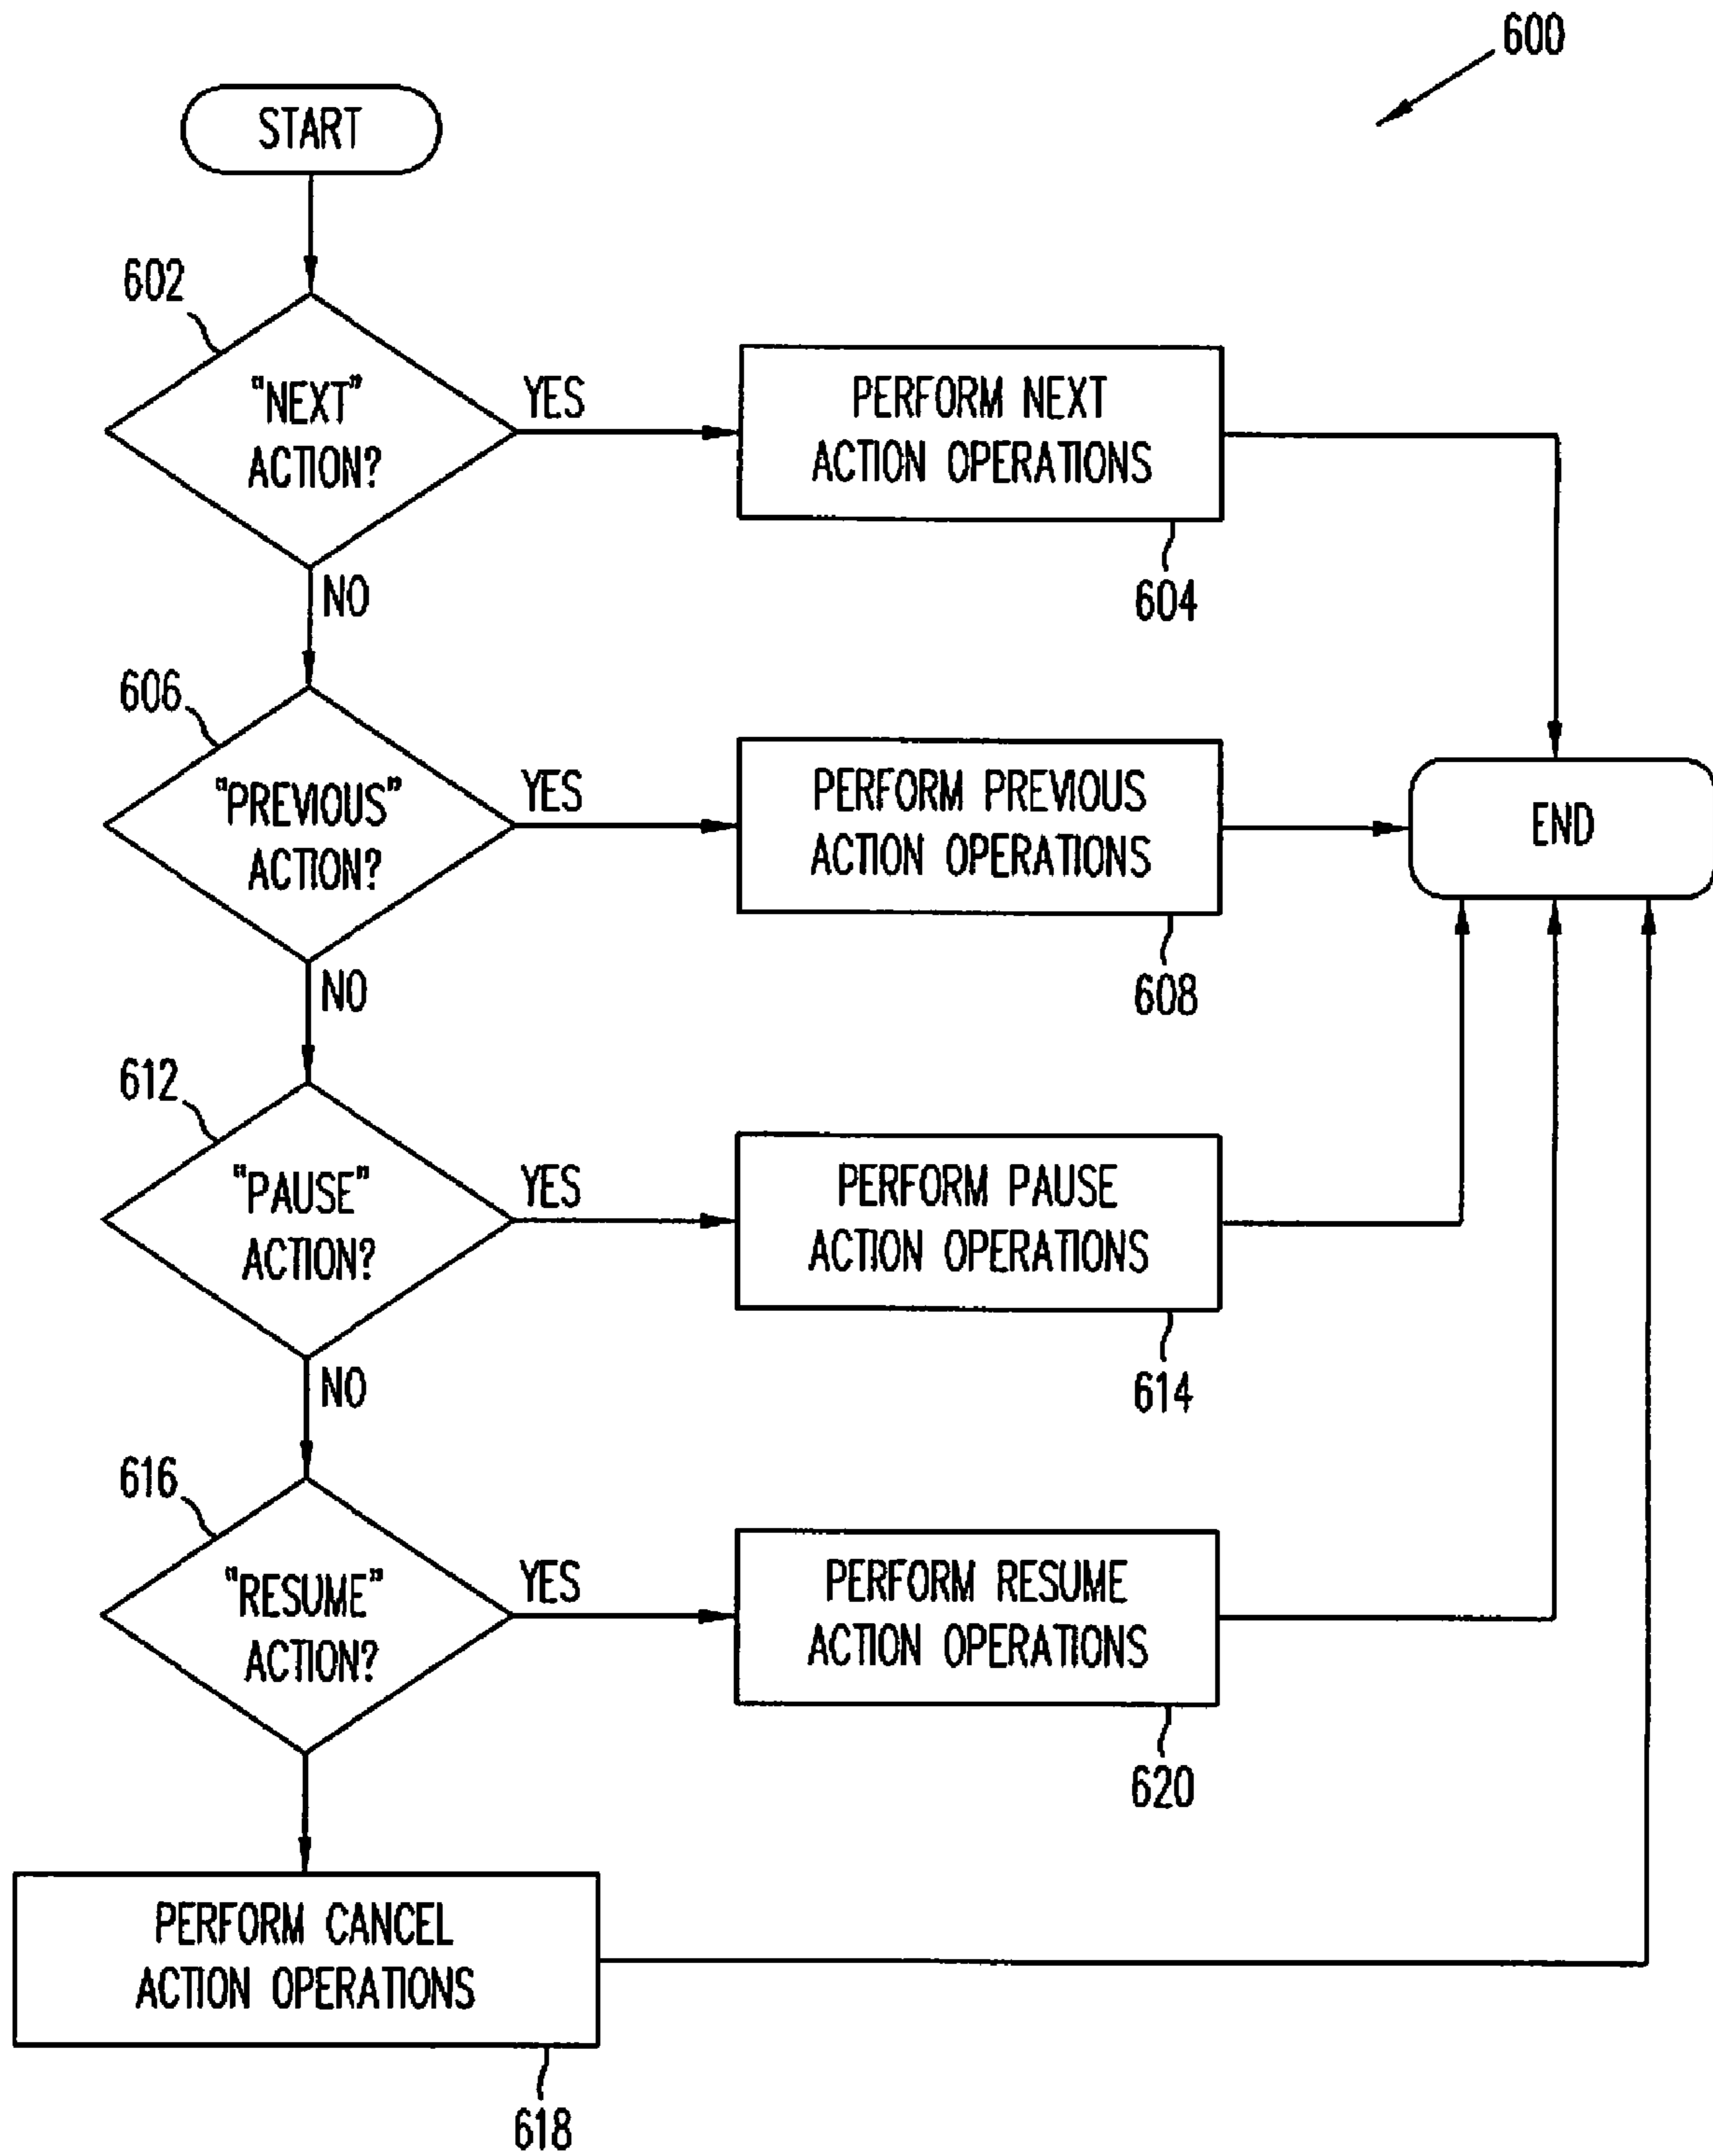 600
START
602
"NEXT"
ACTION?
YES
PERFORM NEXT
ACTION OPERATIONS
604
NO
606
"PREVIOUS"
ACTION?
YES
PERFORM PREVIOUS
ACTION OPERATIONS
608
END
NO
612
"PAUSE"
ACTION?
YES
PERFORM PAUSE
ACTION OPERATIONS
614
NO
616
"RESUME"
ACTION?
YES
PERFORM RESUME
ACTION OPERATIONS
620
PERFORM CANCEL
ACTION OPERATIONS
618